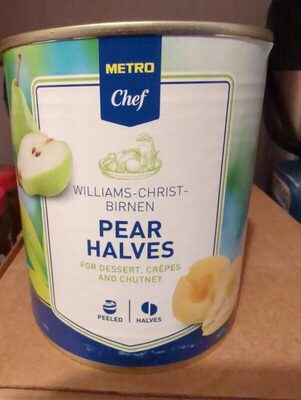 METRO
Chef
WILLIAMS-CHRIST-
BIRNEN
PEAR
HALVES
FOR DESSERT, CRÊPES
AND CHUTNEY
PEELED
HALVES